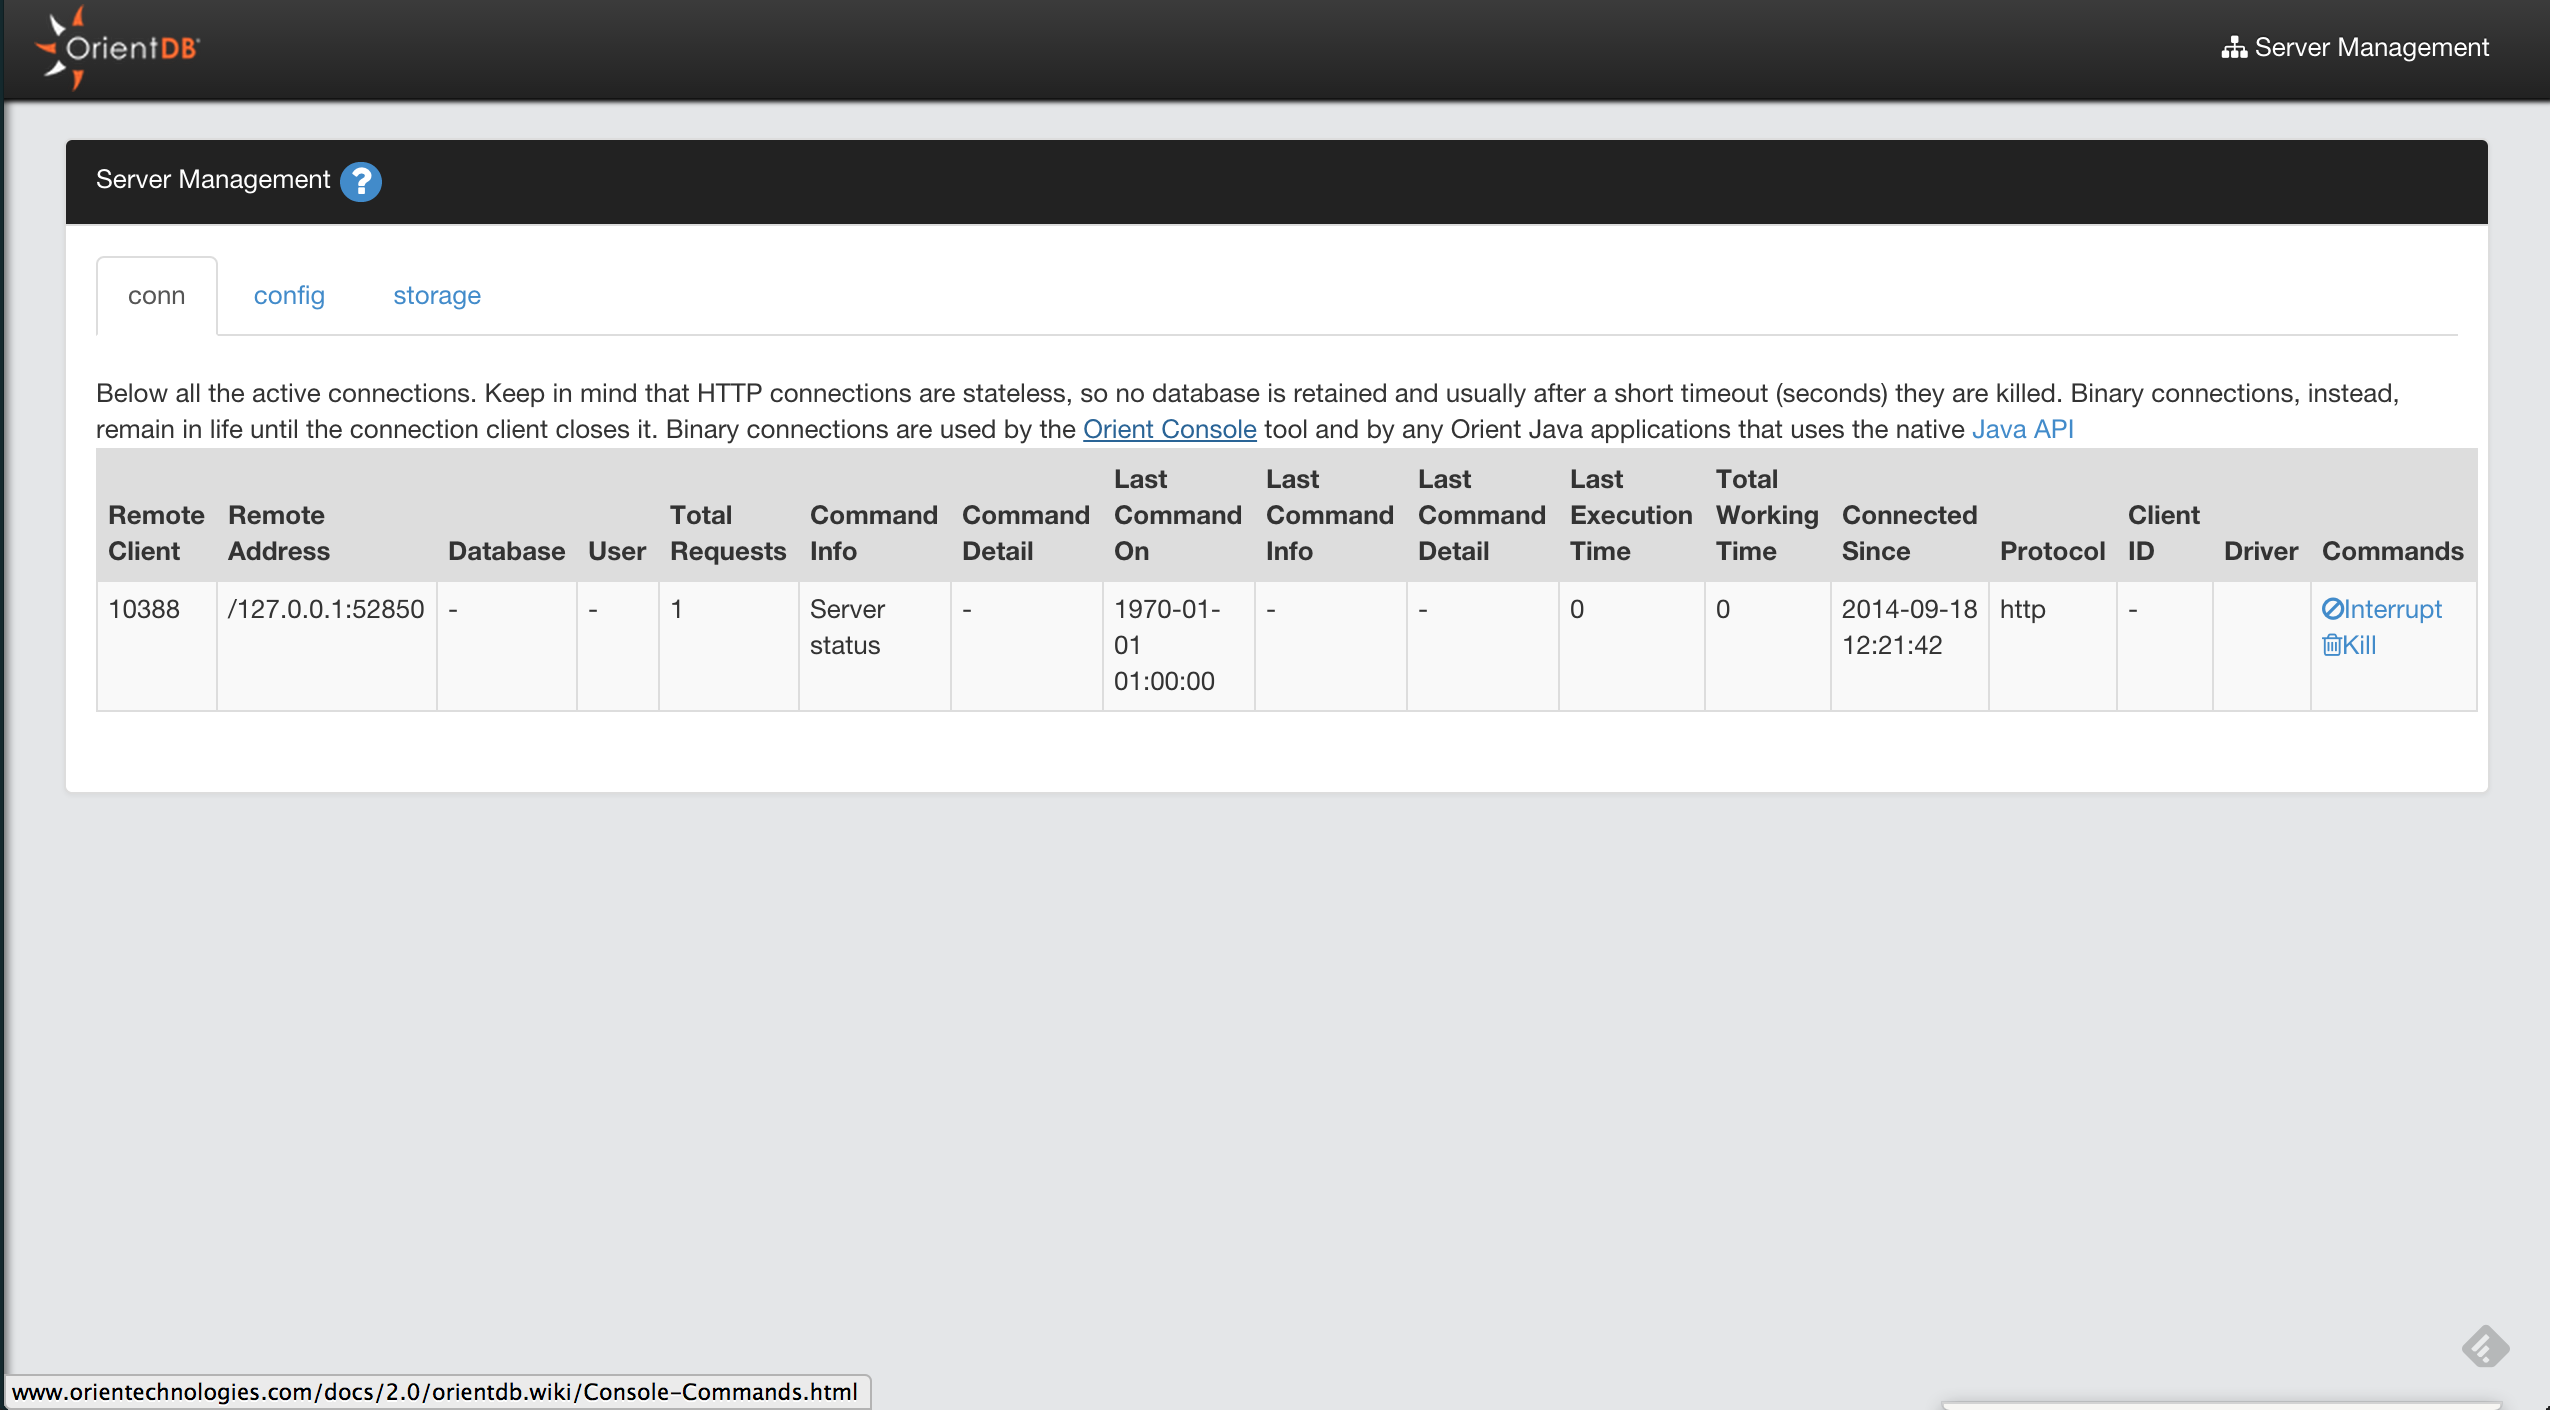 OrientDB
Server Management
Server Management ?
conn config storage
Below all the active connections. Keep in mind that HTTP connections are stateless, so no database is retained and usually after a short timeout (seconds) they are killed. Binary connections, instead,
remain in life until the connection client closes it. Binary connections are used by the Orient Console tool and by any Orient Java applications that uses the native Java API
Remote Client Remote Address Database User Total Requests Command Info Command Detail Last Command On Last Command Info Last Command Detail Last Execution Time Total Working Time Connected Since Protocol Client ID Driver Commands
10388 /127.0.0.1:52850 - - 1 Server status - 1970-01-01 01:00:00 - - 0 0 2014-09-18 12:21:42 http - Interrupt Kill
www.orientechnologies.com/docs/2.0/orientdb.wiki/Console-Commands.html